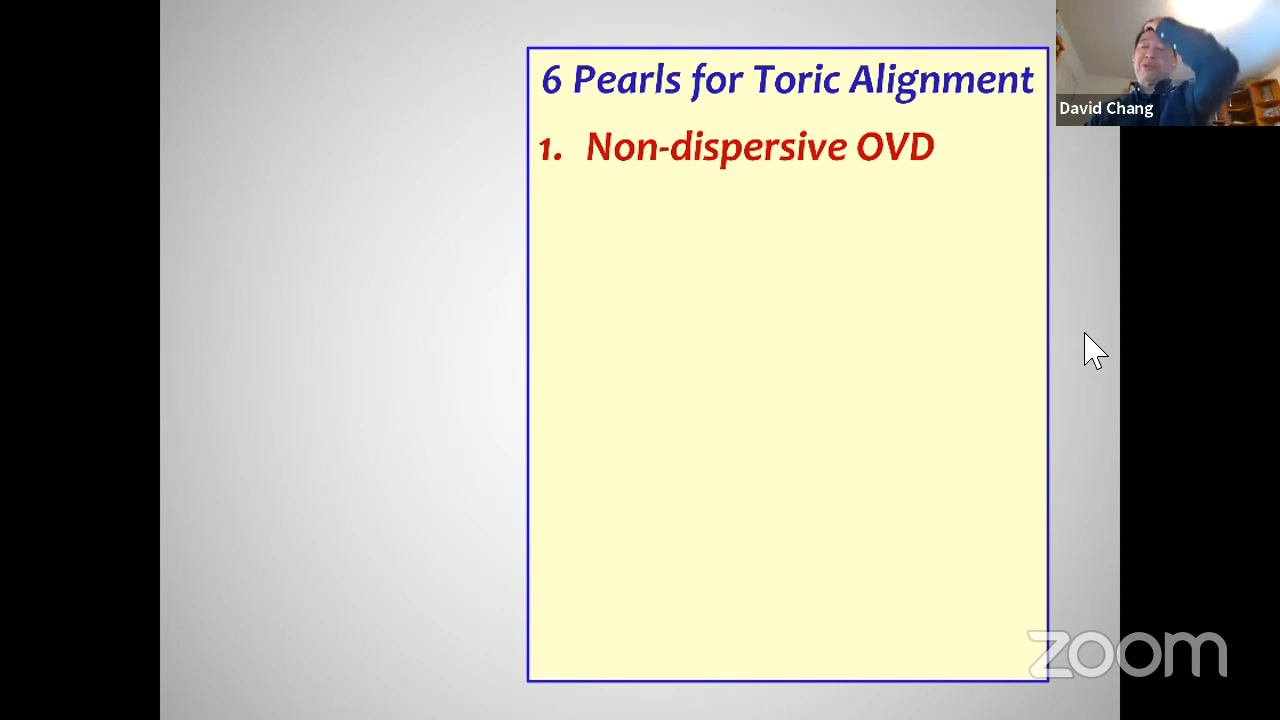 6 Pearls for Toric Alignment
1. Non-dispersive OVD
David Chang
zoom